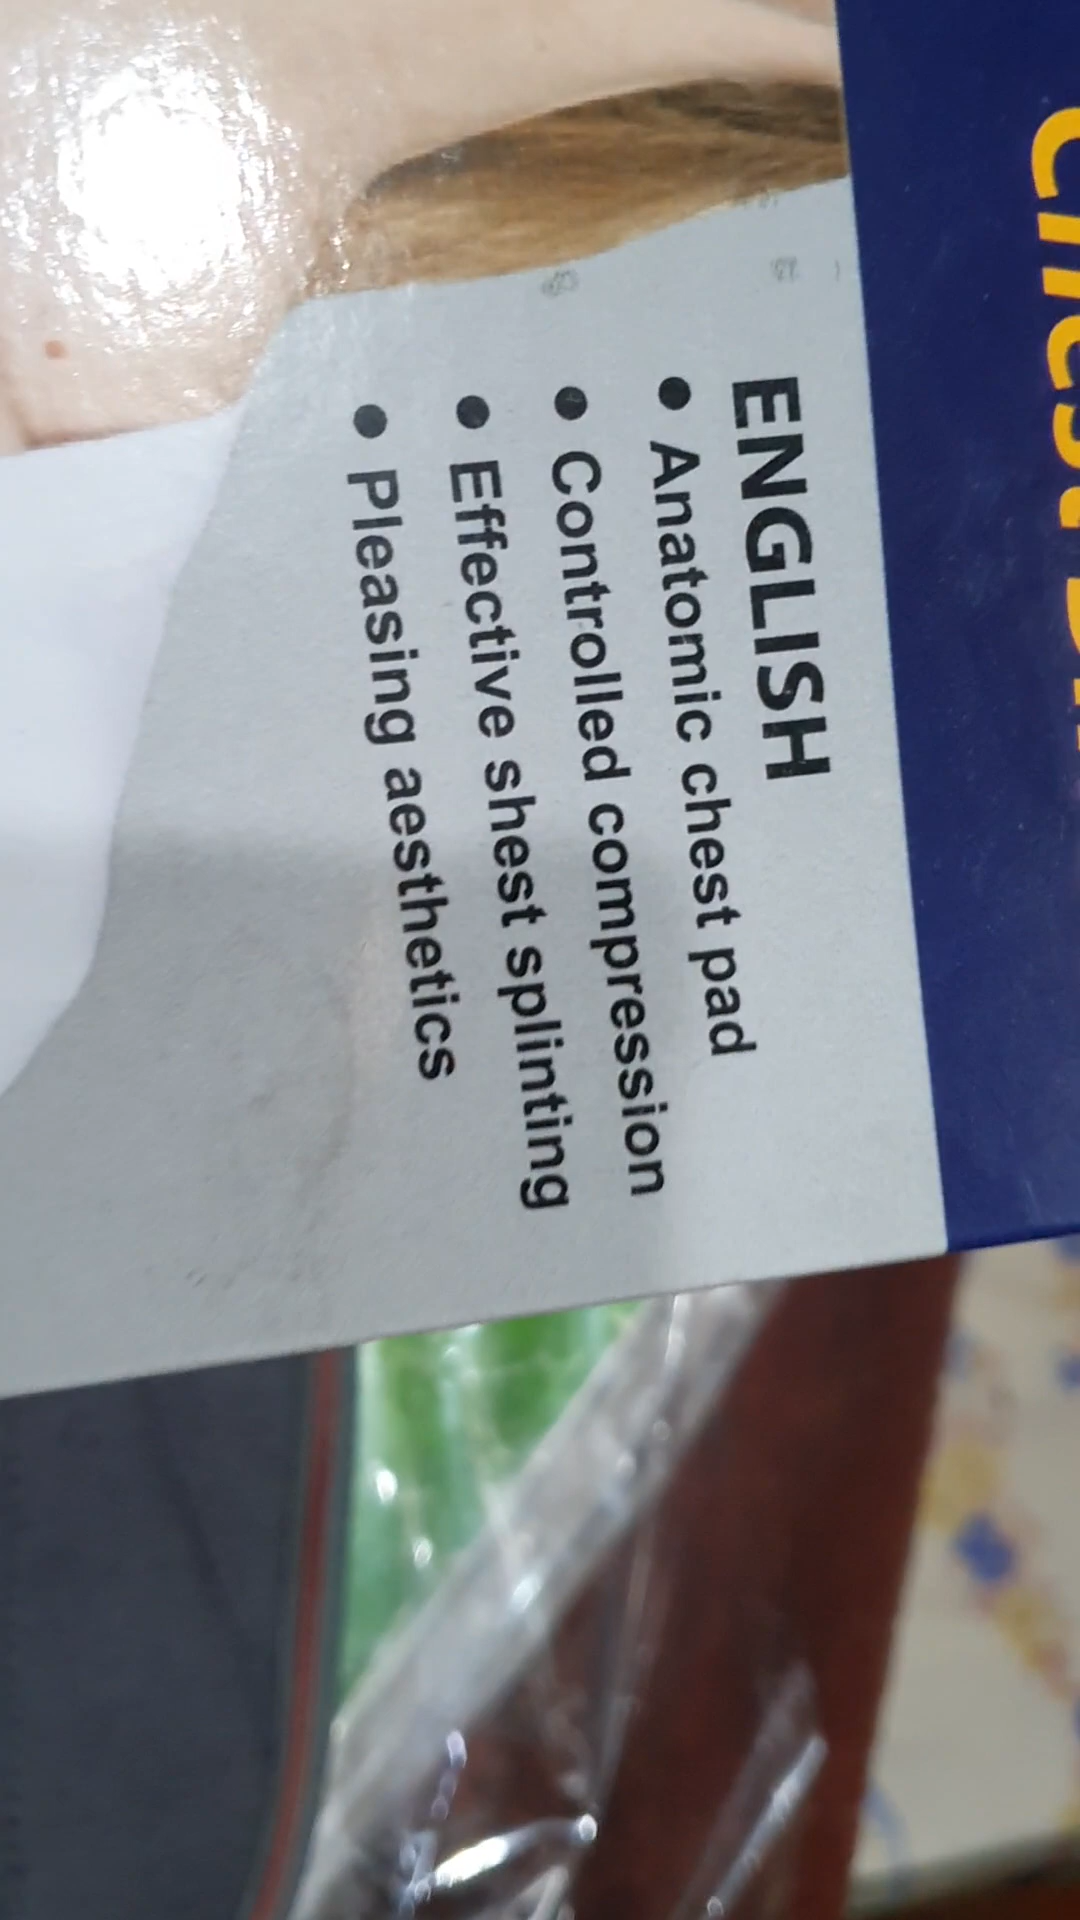 ENGLISH
• Anatomic chest pad
• Controlled compression
• Effective shest splinting
• Pleasing aesthetics